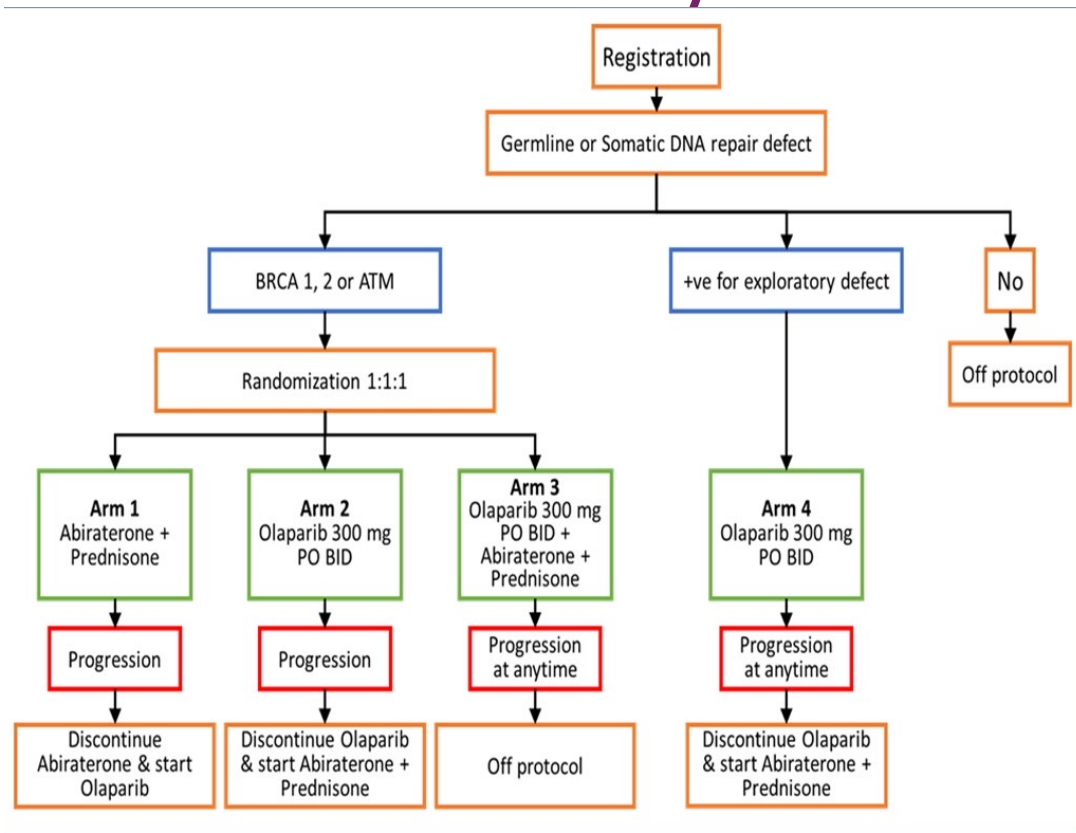 Registration
Germline or Somatic DNA repair defect
BRCA 1, 2 or ATM
+ve for exploratory defect
No
Randomization 1:1:1
Off protocol
Arm 1
Abiraterone +
Prednisone
Arm 2
Olaparib 300 mg
PO BID
Arm 3
Olaparib 300 mg
PO BID +
Abiraterone +
Prednisone
Arm 4
Olaparib 300 mg
PO BID
Progression
Progression
Progression
at anytime
Progression
at anytime
Discontinue
Abiraterone & start
Olaparib
Discontinue Olaparib
& start Abiraterone +
Prednisone
Off protocol
Discontinue Olaparib
& start Abiraterone +
Prednisone